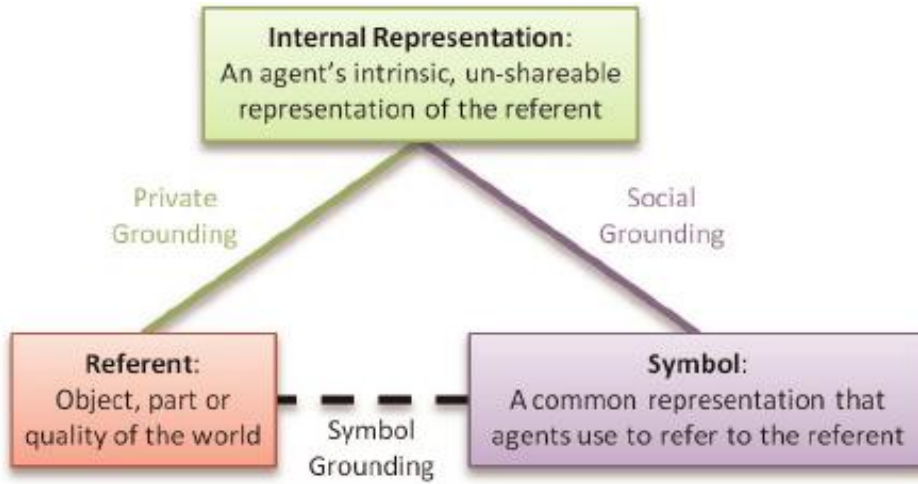 Internal Representation:
An agent's intrinsic, un-shareable
representation of the referent
Private
Grounding
Social
Grounding
Referent:
Object, part or
quality of the world
Symbol
Grounding
Symbol:
A common representation that
agents use to refer to the referent